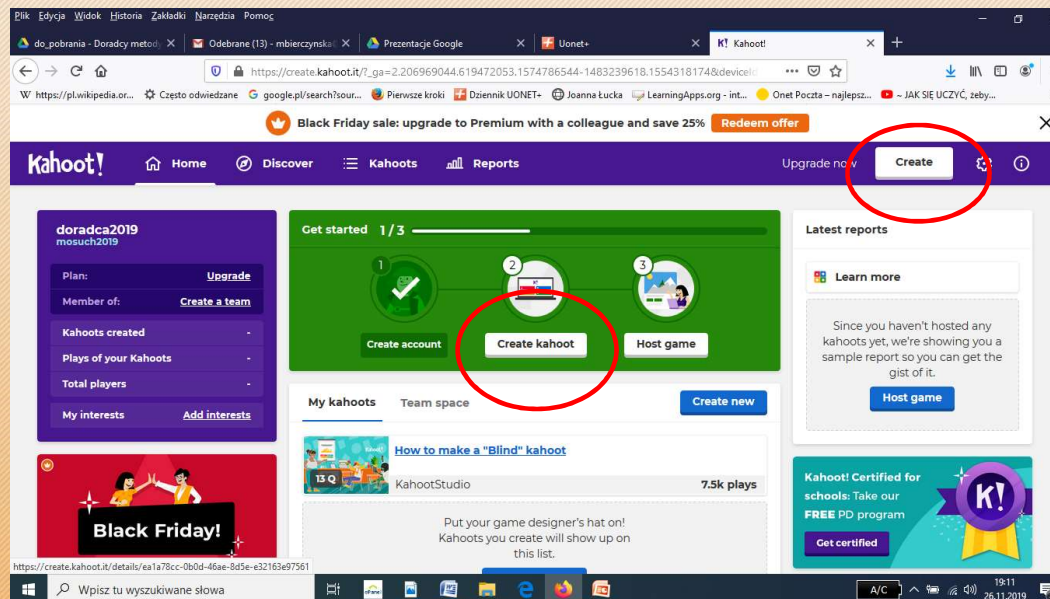 Plik Edycja Widok Historia Zakładki Narzędzia Pomoc
do_pobrania - Doradcy metod
Odebrane (13) - mbierczynska
Prezentacje Google
Uonet+
Kahoot!
https://create.kahoot.it/?_ga=2.206969044.619472053.1574786544-1483239618.1554318174&deviceId
https://pl.wikipedia.or... Często odwiedzane google.pl/search?sour... Pierwsze kroki Dziennik UONET+ Joanna Łucka LearningApps.org - int... Onet Poczta – najlepsz... ~ JAK SIĘ UCZYĆ, żeby...
Black Friday sale: upgrade to Premium with a colleague and save 25% Redeem offer
Kahoot! Home Discover Kahoots Reports Upgrade now Create
doradca2019
mosuch2019
Plan: Upgrade
Member of: Create a team
Kahoots created -
Plays of your Kahoots -
Total players -
My interests Add interests
Black Friday!
Get started 1/3
1 2 3
Create account Create kahoot Host game
My kahoots Team space Create new
How to make a "Blind" kahoot
13 Q KahootStudio 7.5k plays
Put your game designer's hat on!
Kahoots you create will show up on
this list.
Latest reports
Learn more
Since you haven't hosted any
kahoots yet, we're showing you a
sample report so you can get the
gist of it.
Host game
Kahoot! Certified for
schools: Take our
FREE PD program
Get certified
K!
https://create.kahoot.it/details/ea1a78cc-0b0d-46ae-8d5e-e32163e97561
Wpisz tu wyszukiwane słowa
A/C
19:11
26.11.2019